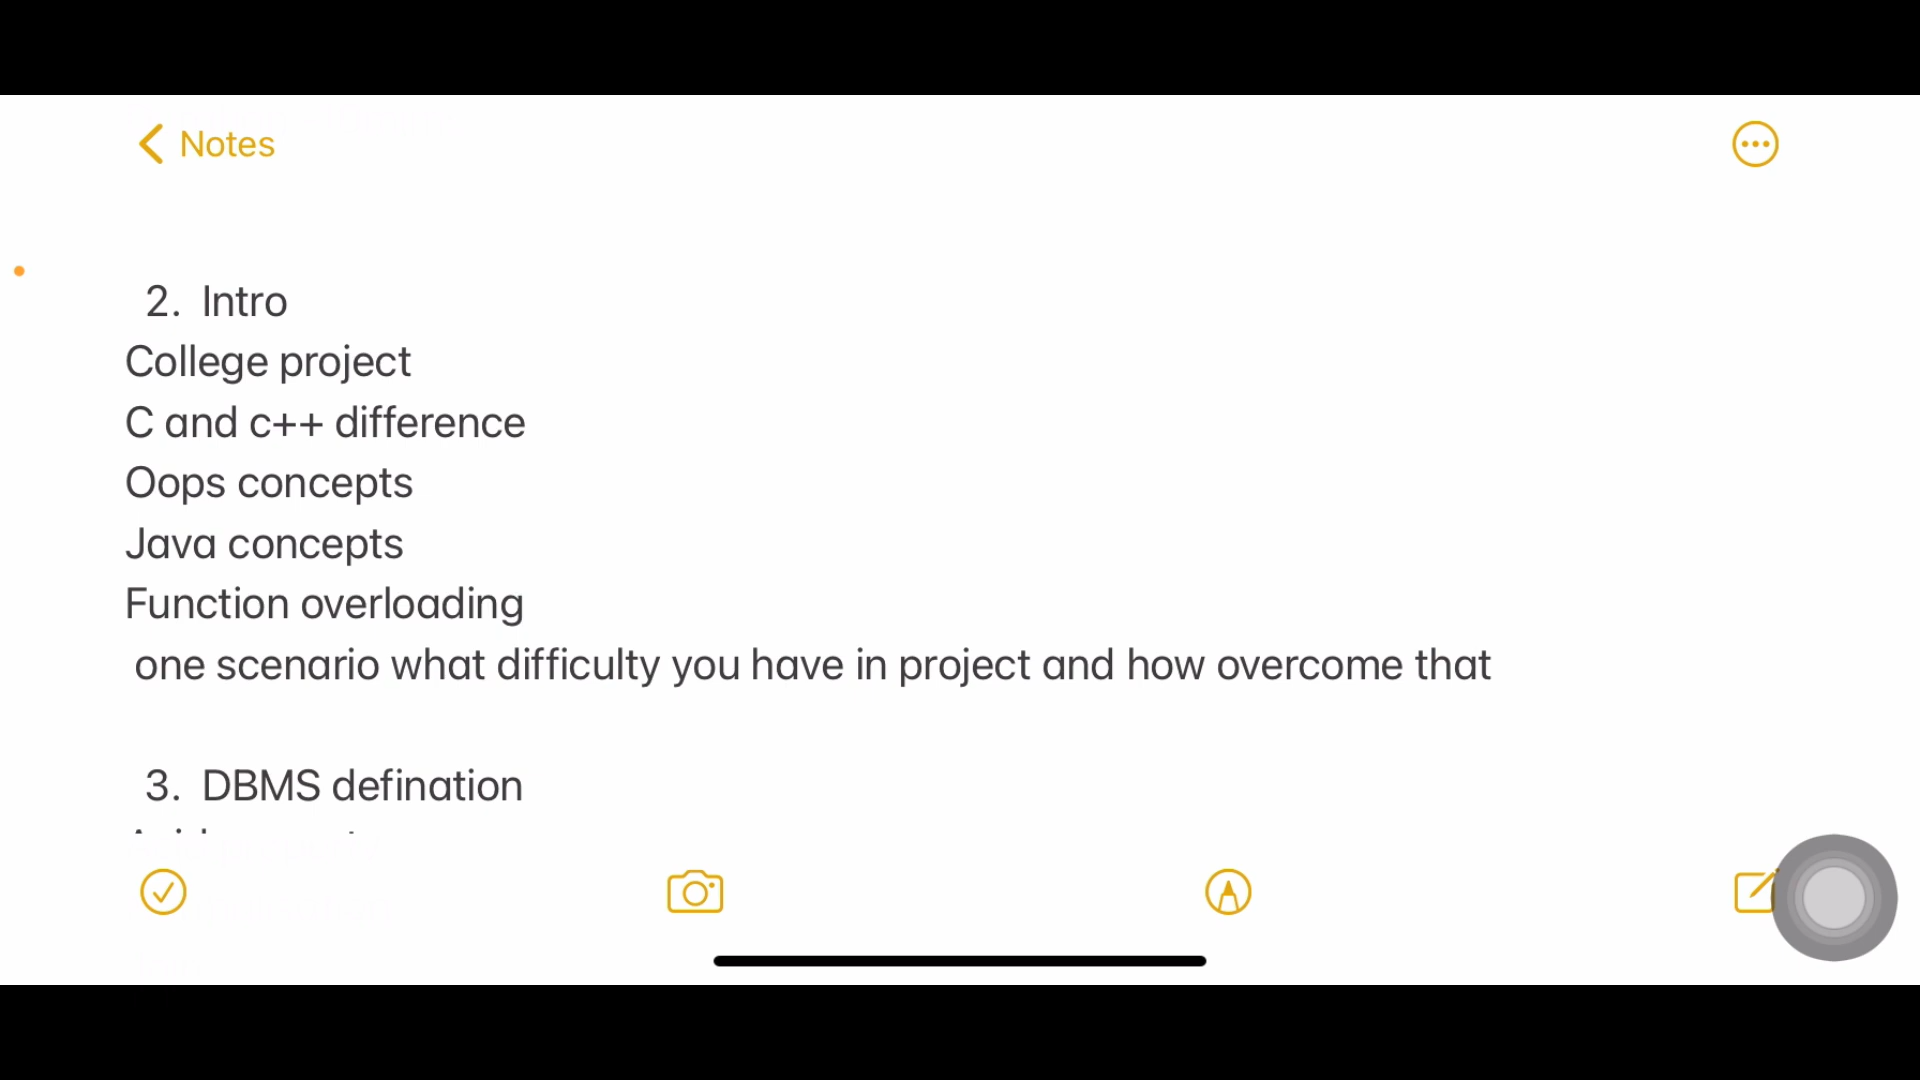 Notes
2. Intro
College project
C and c++ difference
Oops concepts
Java concepts
Function overloading
one scenario what difficulty you have in project and how overcome that
3. DBMS defination